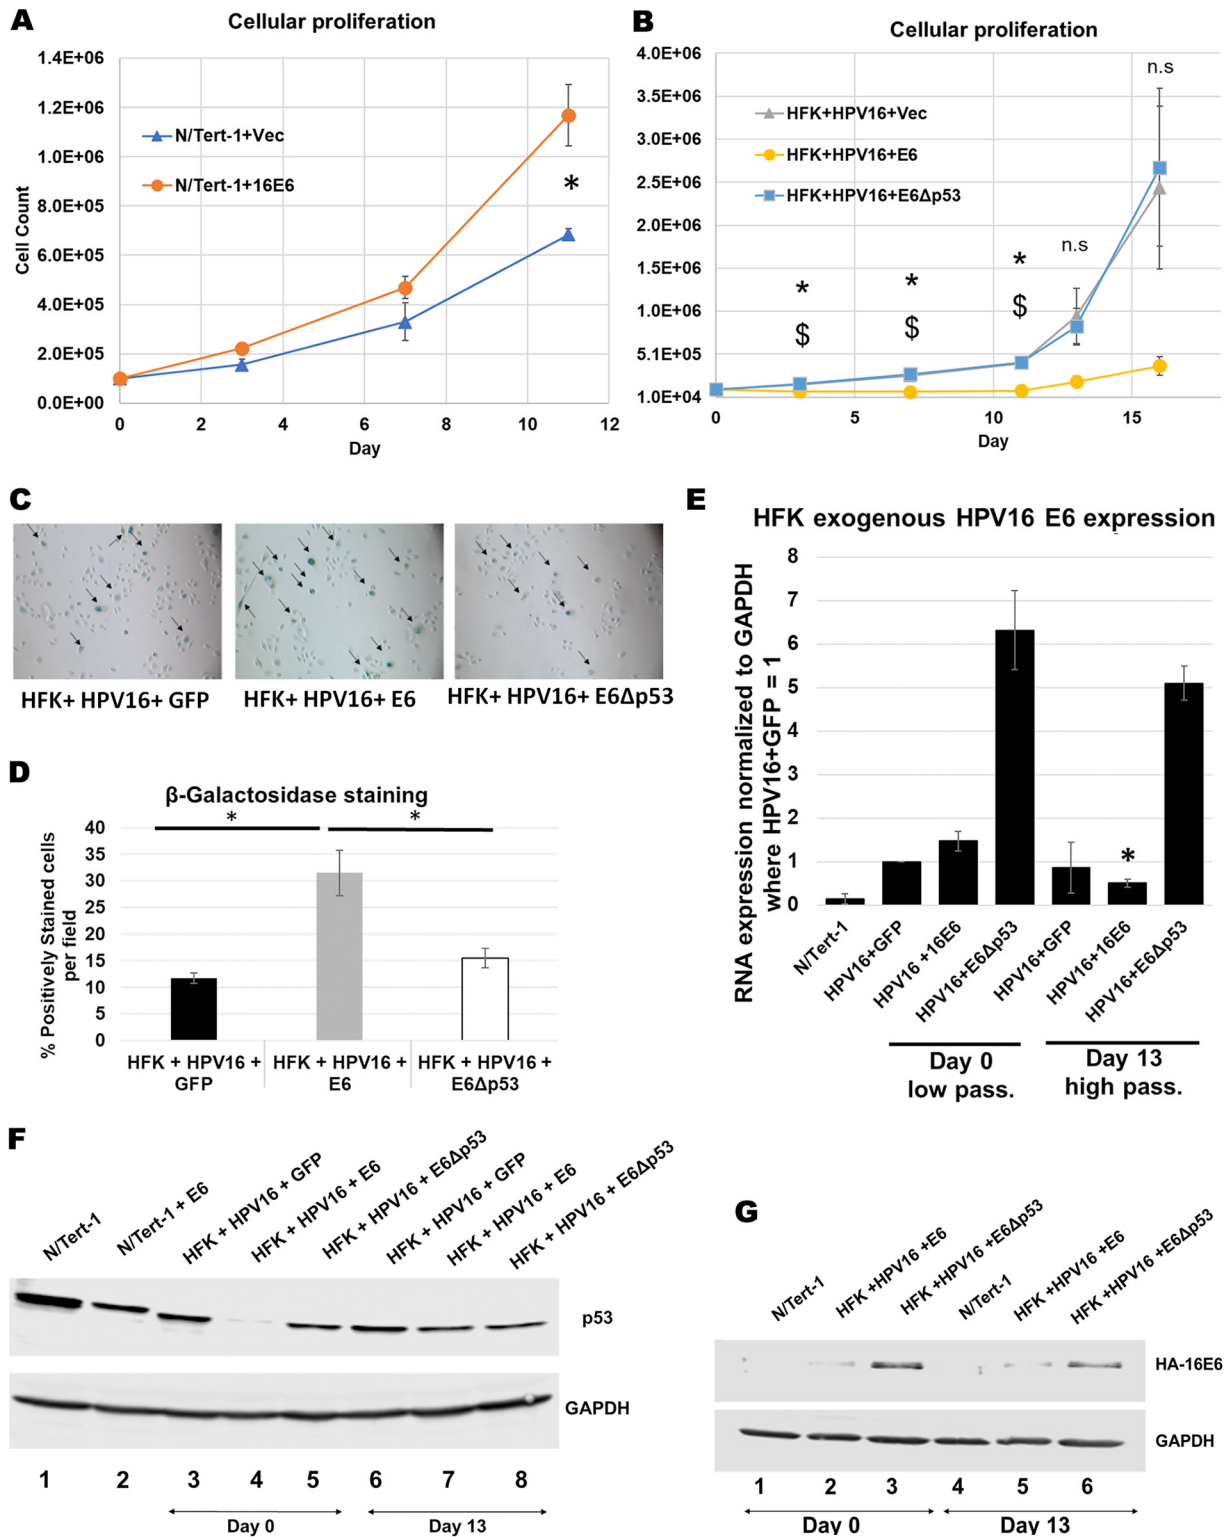 A
Cellular proliferation
1.4E+06
1.2E+06
1.0E+06
8.0E+05
6.0E+05
4.0E+05
2.0E+05
0.0E+00
Cell Count
N/Tert-1+Vec
N/Tert-1+16E6
*
0 2 4 6 8 10 12
Day
B
Cellular proliferation
4.0E+06
3.5E+06
3.0E+06
2.5E+06
2.0E+06
1.5E+06
1.0E+06
5.1E+05
1.0E+04
HFK+HPV16+Vec
HFK+HPV16+E6
HFK+HPV16+E6Δp53
* * * n.s n.s
$ $ $
0 5 10 15
Day
C
HFK+ HPV16+ GFP
HFK+ HPV16+ E6
HFK+ HPV16+ E6Δp53
D
β-Galactosidase staining
* *
40
35
30
25
20
15
10
5
0
% Positively Stained cells
per field
HFK + HPV16 +
GFP
HFK + HPV16 +
E6
HFK + HPV16 +
E6Δp53
E
HFK exogenous HPV16 E6 expression
RNA expression normalized to GAPDH
where HPV16+GFP = 1
8
7
6
5
4
3
2
1
0
*
N/Tert-1
HPV16+GFP
HPV16 +16E6
HPV16+E6Δp53
HPV16+GFP
HPV16+16E6
HPV16+E6Δp53
Day 0
low pass.
Day 13
high pass.
F
N/Tert-1
N/Tert-1 + E6
HFK + HPV16 + GFP
HFK + HPV16 + E6
HFK + HPV16 + E6Δp53
HFK + HPV16 + GFP
HFK + HPV16 + E6
HFK + HPV16 + E6Δp53
p53
GAPDH
1 2 3 4 5 6 7 8
Day 0
Day 13
G
N/Tert-1
HFK +HPV16 +E6
HFK +HPV16 +E6Δp53
N/Tert-1
HFK +HPV16 +E6
HFK +HPV16 +E6Δp53
HA-16E6
GAPDH
1 2 3 4 5 6
Day 0
Day 13